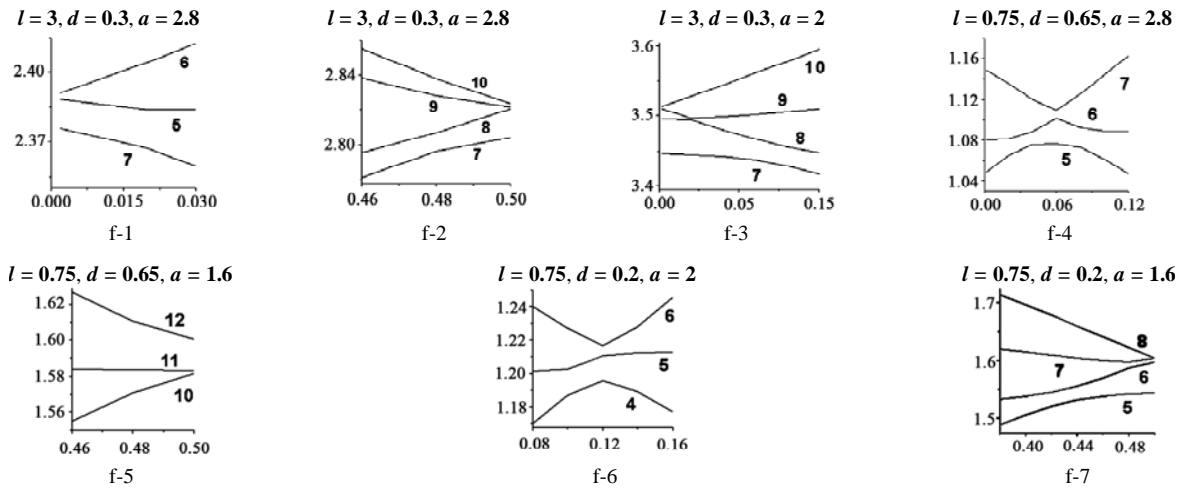 l = 3, d = 0.3, a = 2.8
2.40
2.37
0.000 0.015 0.030
6
5
7
f-1
l = 3, d = 0.3, a = 2.8
2.84
2.80
0.46 0.48 0.50
10
9
8
7
f-2
l = 3, d = 0.3, a = 2
3.6
3.5
3.4
0.00 0.05 0.15
10
9
8
7
f-3
l = 0.75, d = 0.65, a = 2.8
1.16
1.12
1.08
1.04
0.00 0.06 0.12
7
6
5
f-4
l = 0.75, d = 0.65, a = 1.6
1.62
1.60
1.58
1.56
0.46 0.48 0.50
12
11
10
f-5
l = 0.75, d = 0.2, a = 2
1.24
1.22
1.20
1.18
0.08 0.12 0.16
6
5
4
f-6
l = 0.75, d = 0.2, a = 1.6
1.7
1.6
1.5
0.40 0.44 0.48
8
7
6
5
f-7